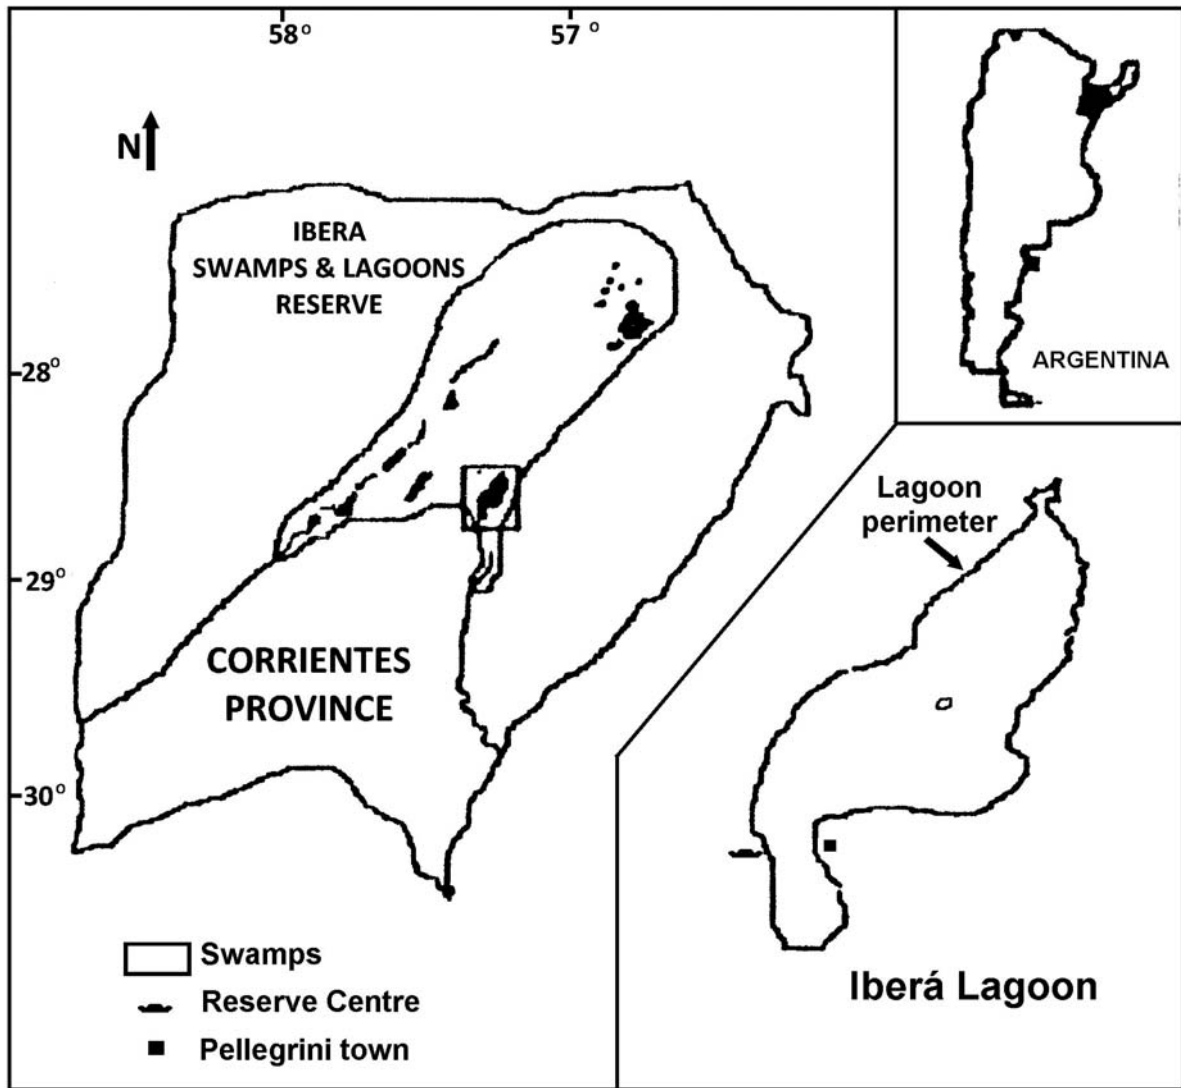 58°
57 °
N
IBERA
SWAMPS & LAGOONS
RESERVE
28°
29°
CORRIENTES
PROVINCE
30°
Swamps
Reserve Centre
Pellegrini town
ARGENTINA
Lagoon
perimeter
Iberá Lagoon